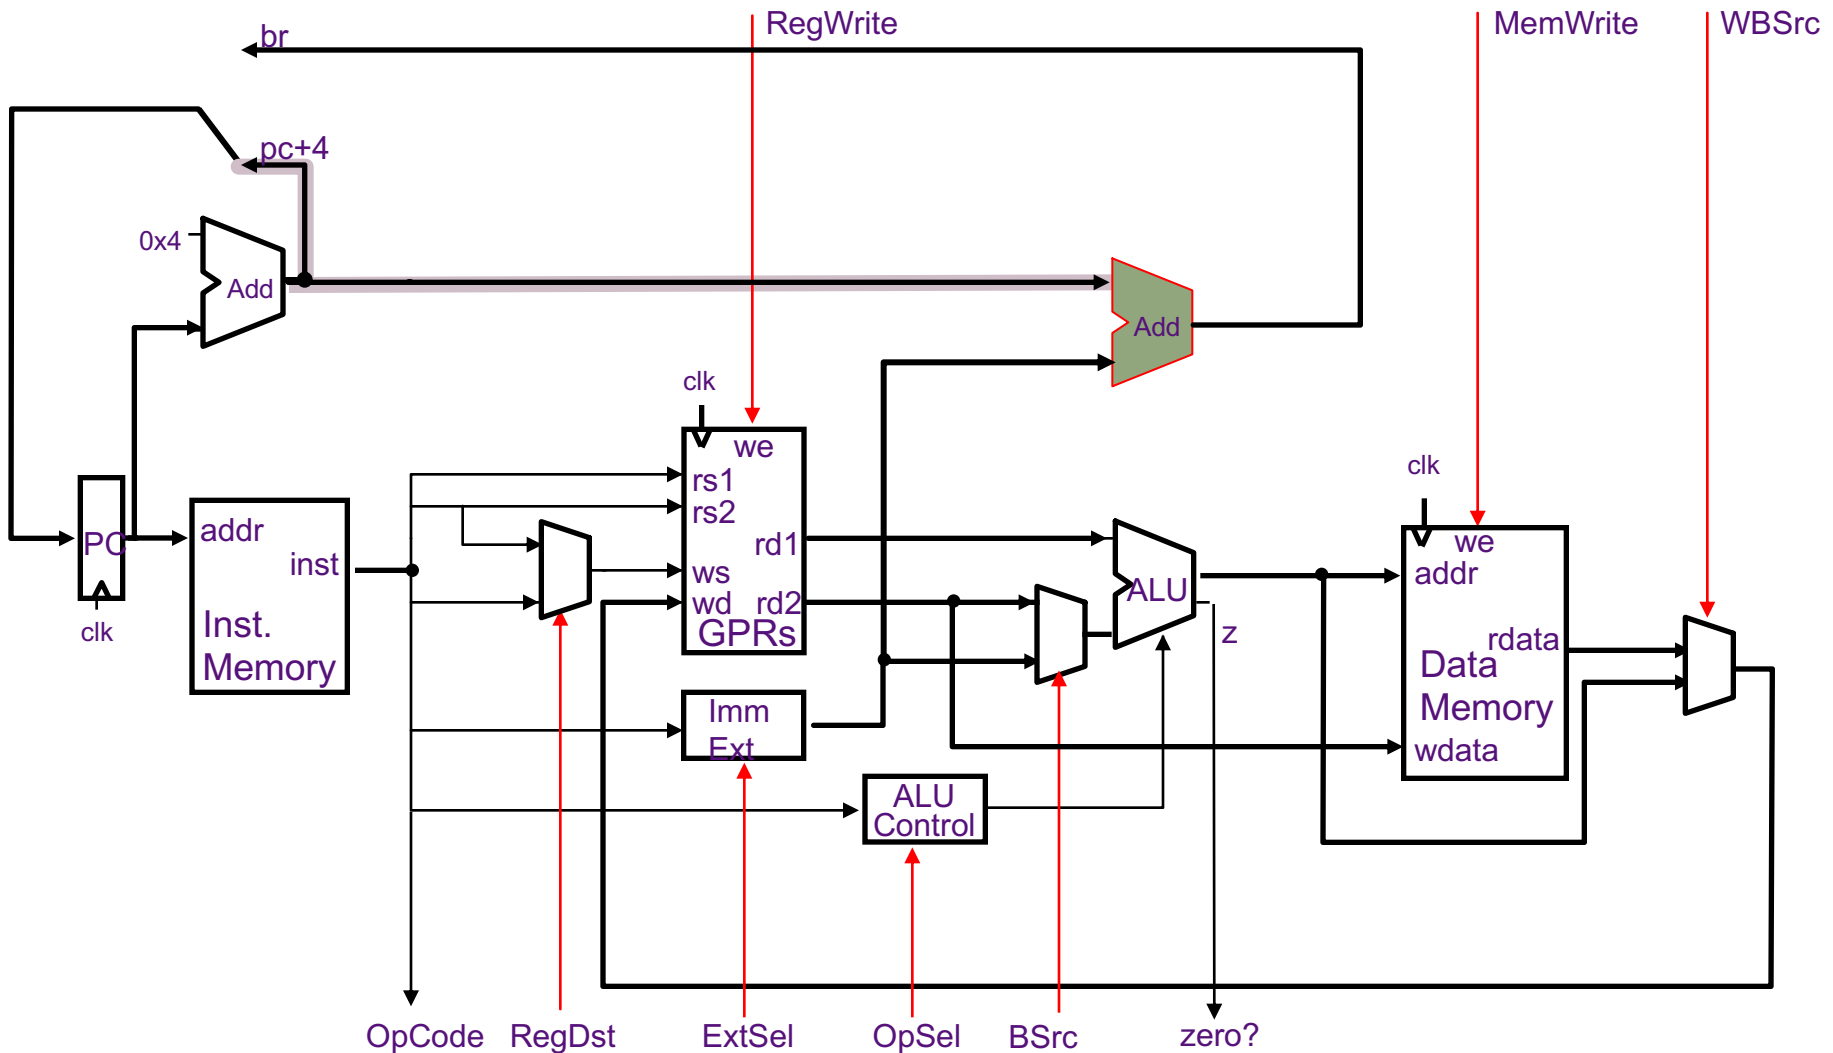 RegWrite
MemWrite
WBSrc
br
pc+4
0x4
Add
Add
clk
we
rs1
rs2
rd1
ws
wd
rd2
GPRs
clk
we
addr
rdata
Data
Memory
wdata
PC
clk
addr
inst
Inst.
Memory
ALU
z
Imm
Ext
ALU
Control
OpCode
RegDst
ExtSel
OpSel
BSrc
zero?